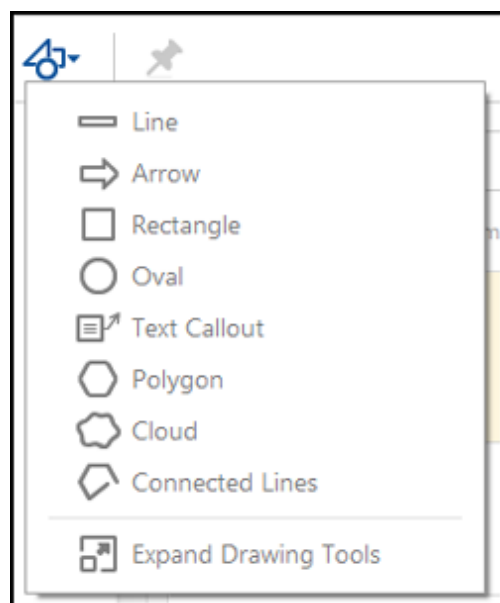 Line
Arrow
Rectangle
Oval
Text Callout
Polygon
Cloud
Connected Lines
Expand Drawing Tools